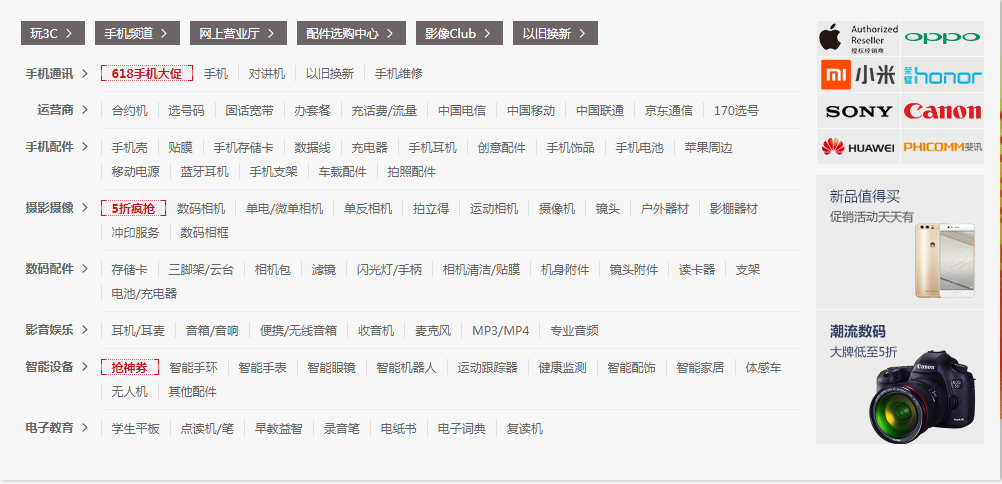 玩3C > 手机频道 > 网上营业厅 > 配件选购中心 > 影像Club > 以旧换新 >
手机通讯 > 618手机大促 手机 对讲机 以旧换新 手机维修
运营商 > 合约机 选号码 固话宽带 办套餐 充话费/流量 中国电信 中国移动 中国联通 京东通信 170选号
手机配件 > 手机壳 贴膜 手机存储卡 数据线 充电器 手机耳机 创意配件 手机饰品 手机电池 苹果周边
移动电源 蓝牙耳机 手机支架 车载配件 拍照配件
摄影摄像 > 5折疯抢 数码相机 单电/微单相机 单反相机 拍立得 运动相机 摄像机 镜头 户外器材 影棚器材
冲印服务 数码相框
数码配件 > 存储卡 三脚架/云台 相机包 滤镜 闪光灯/手柄 相机清洁/贴膜 机身附件 镜头附件 读卡器 支架
电池/充电器
影音娱乐 > 耳机/耳麦 音箱/音响 便携/无线音箱 收音机 麦克风 MP3/MP4 专业音频
智能设备 > 抢神券 智能手环 智能手表 智能眼镜 智能机器人 运动跟踪器 健康监测 智能配饰 智能家居 体感车
无人机 其他配件
电子教育 > 学生平板 点读机/笔 早教益智 录音笔 电纸书 电子词典 复读机
Authorized
Reseller
授权经销商
oppo
小米
荣耀 honor
SONY
Canon
HUAWEI
PHICOMM斐讯
新品值得买
促销活动天天有
潮流数码
大牌低至5折
Canon